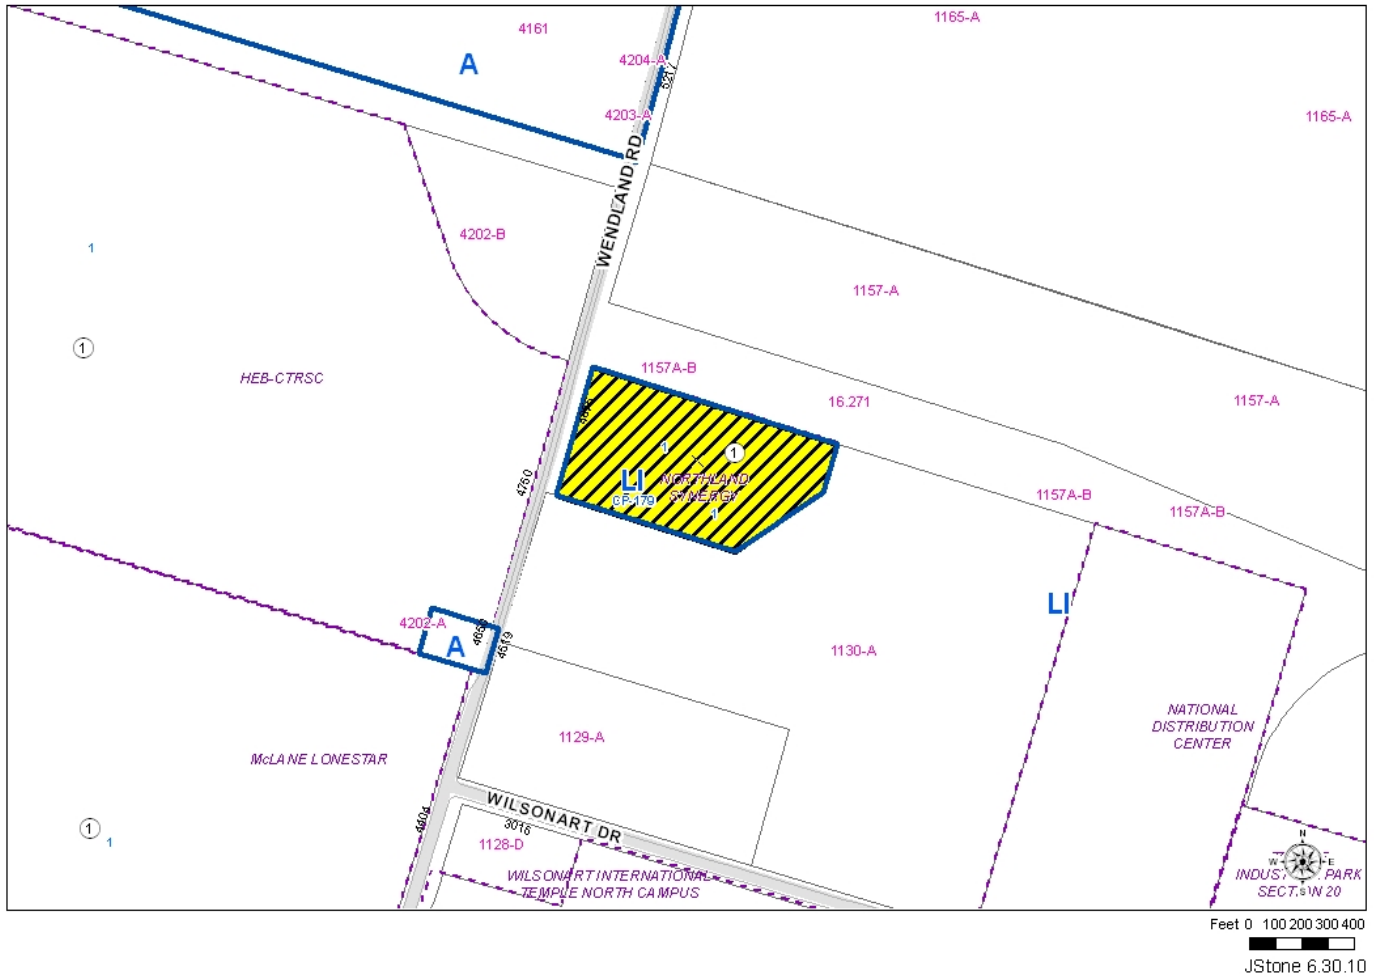 4161
1165-A
A
4204-A
5217
4203-A
1165-A
WENDLAND RD
4202-B
1
1157-A
1
HEB-CTRSC
1157A-B
16.271
1157-A
1
1
4760
LI
NORTHLAND
SYNERGY
CP-179
1
1157A-B
1157A-B
LI
4202-A
A
4619
1130-A
NATIONAL
DISTRIBUTION
CENTER
1129-A
McLANE LONESTAR
WILSONART DR
4404
3016
1
1
1128-D
WILSONART INTERNATIONAL
TEMPLE NORTH CAMPUS
N
W E
S
PARK
20
Feet 0 100 200 300 400
JStone 6.30.10